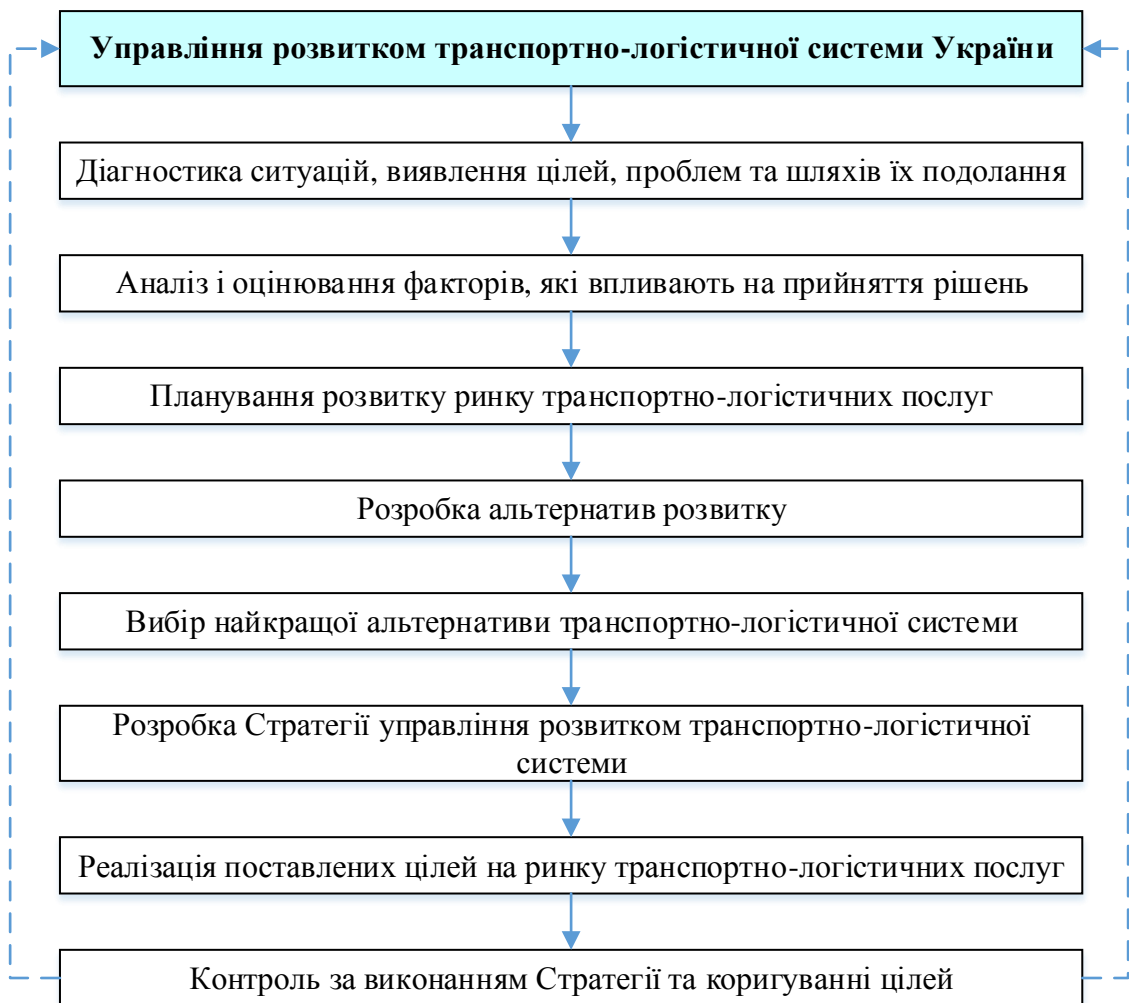 Управління розвитком транспортно-логістичної системи України
Діагностика ситуацій, виявлення цілей, проблем та шляхів їх подолання
Аналіз і оцінювання факторів, які впливають на прийняття рішень
Планування розвитку ринку транспортно-логістичних послуг
Розробка альтернатив розвитку
Вибір найкращої альтернативи транспортно-логістичної системи
Розробка Стратегії управління розвитком транспортно-логістичної
системи
Реалізація поставлених цілей на ринку транспортно-логістичних послуг
Контроль за виконанням Стратегії та коригуванні цілей